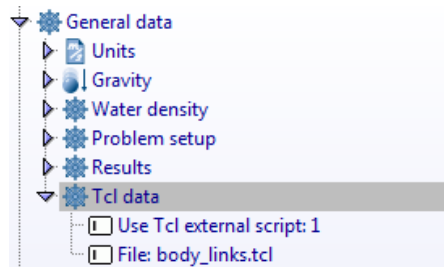 General data
Units
Gravity
Water density
Problem setup
Results
Tcl data
Use Tcl external script: 1
File: body_links.tcl